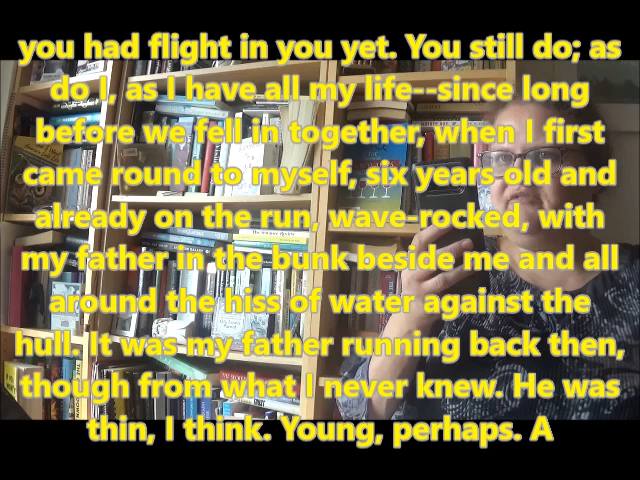 you had flight in you yet. You still do; as
do I, as I have all my life--since long
before we fell in together, when I first
came round to myself, six years old and
already on the run, wave-rocked, with
my father in the bunk beside me and all
around the hiss of water against the
hull. It was my father running back then,
though from what I never knew. He was
thin, I think. Young, perhaps. A